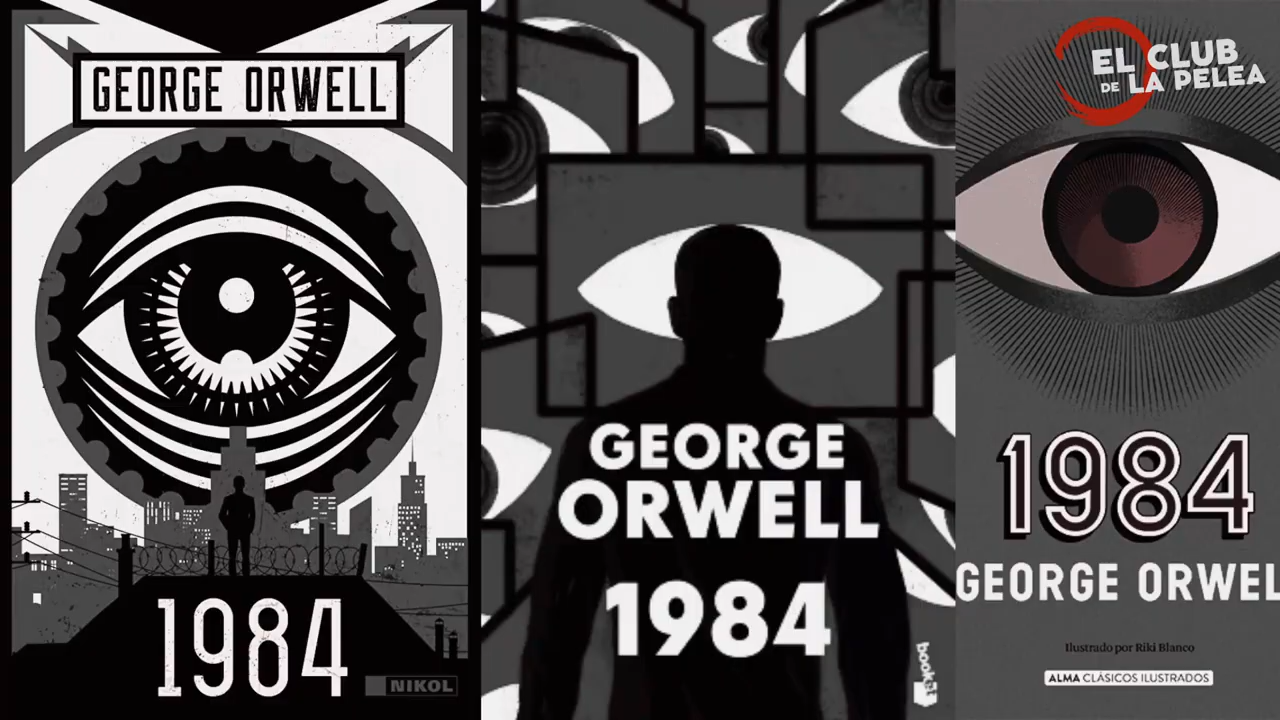 GEORGE ORWELL
1984
NIKOL
GEORGE
ORWELL
1984
booket
EL CLUB
DE LA PELEA
1984
GEORGE ORWEL
Ilustrado por Riki Blanco
ALMA CLÁSICOS ILUSTRADOS